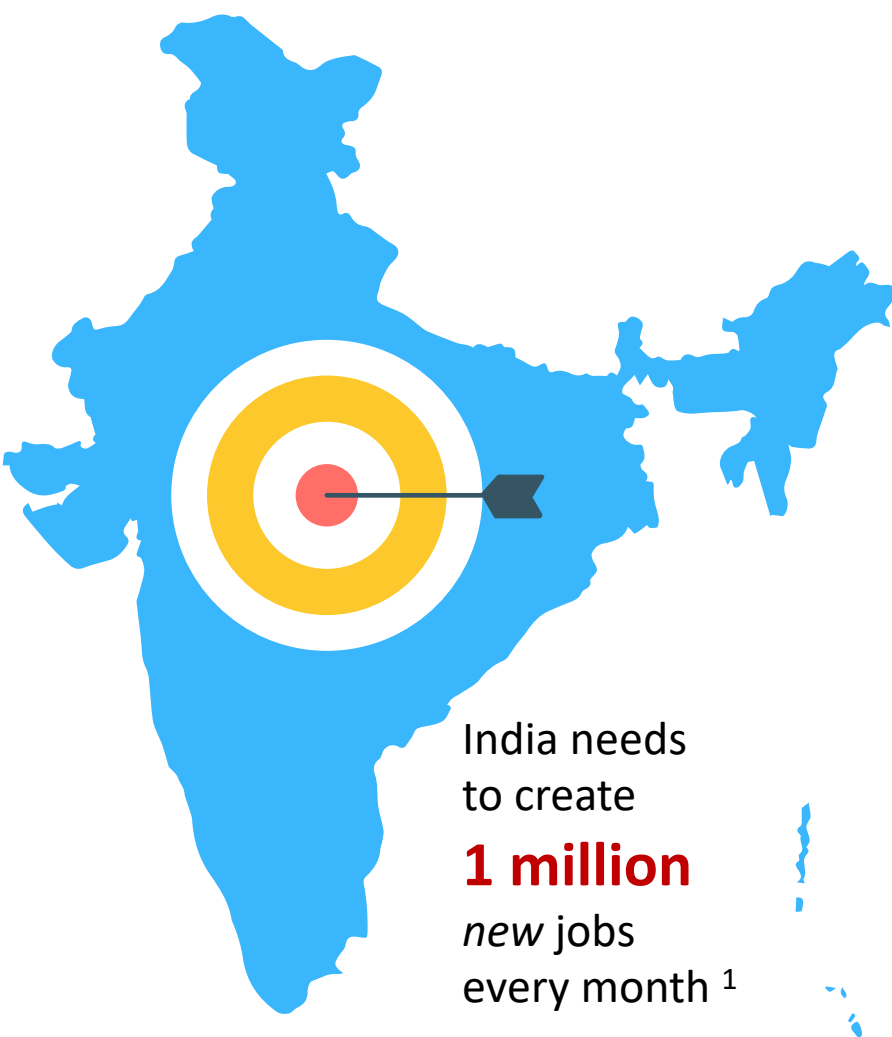 India needs
to create
1 million
new jobs
every month ¹